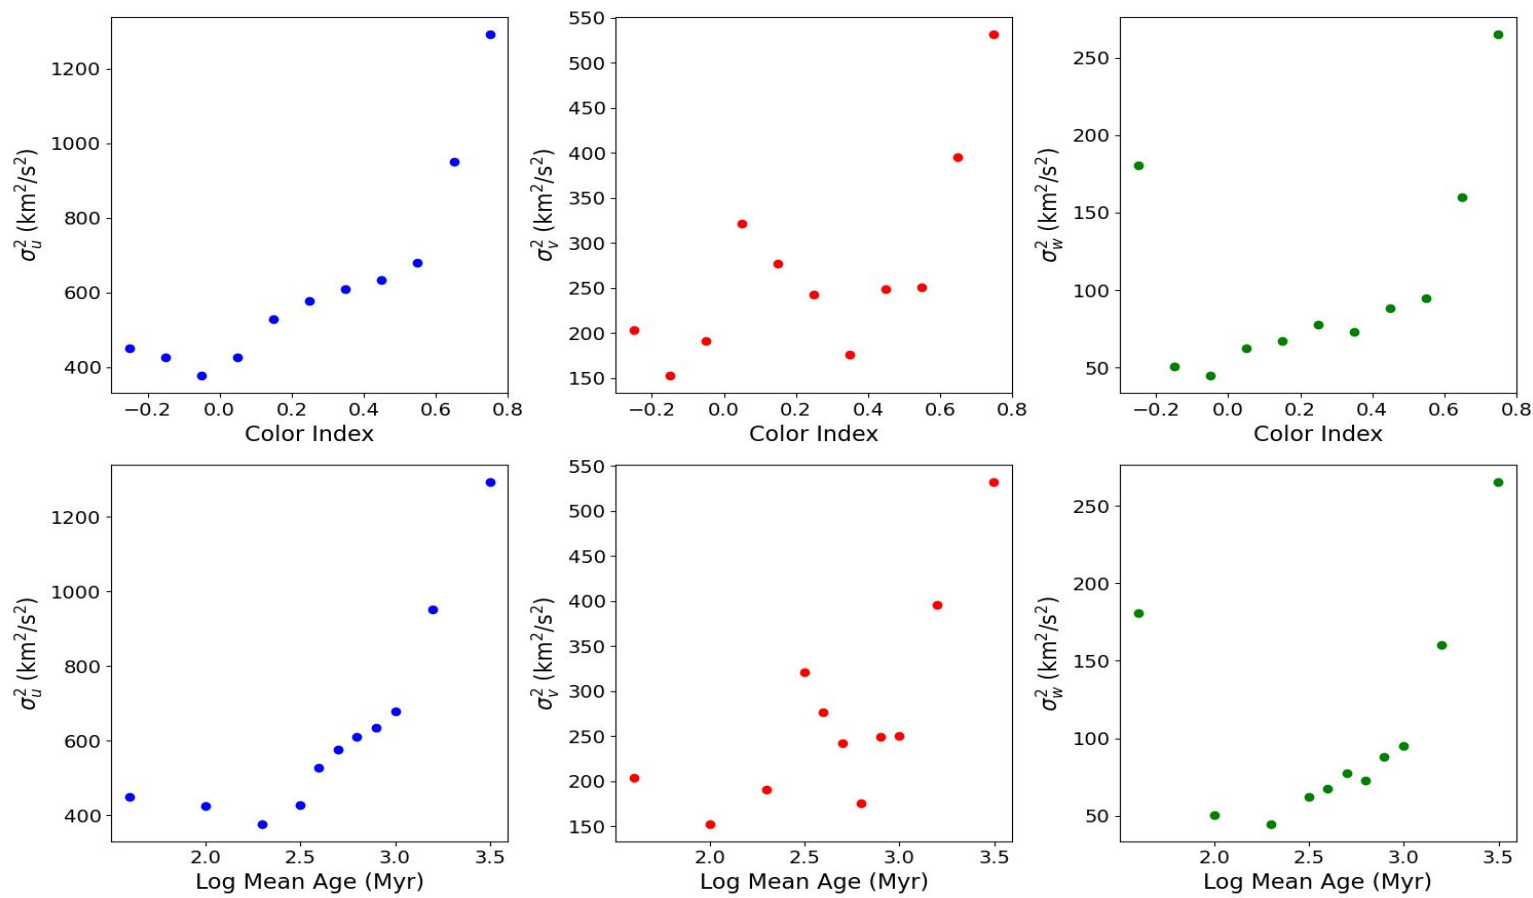 σ²ᵤ (km²/s²)
1200
1000
800
600
400
−0.2 0.0 0.2 0.4 0.6 0.8
Color Index
σ²ᵥ (km²/s²)
550
500
450
400
350
300
250
200
150
−0.2 0.0 0.2 0.4 0.6 0.8
Color Index
σ²w (km²/s²)
250
200
150
100
50
−0.2 0.0 0.2 0.4 0.6 0.8
Color Index
σ²ᵤ (km²/s²)
1200
1000
800
600
400
2.0 2.5 3.0 3.5
Log Mean Age (Myr)
σ²ᵥ (km²/s²)
550
500
450
400
350
300
250
200
150
2.0 2.5 3.0 3.5
Log Mean Age (Myr)
σ²w (km²/s²)
250
200
150
100
50
2.0 2.5 3.0 3.5
Log Mean Age (Myr)